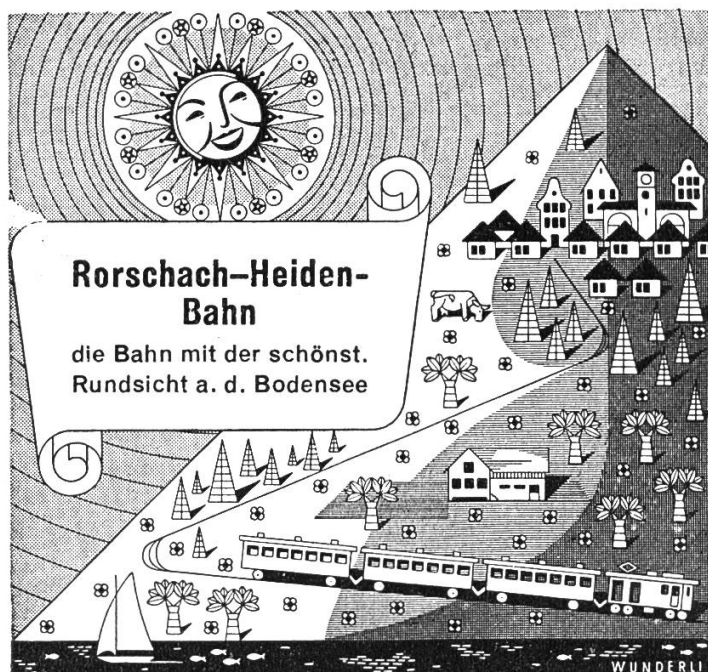 Rorschach–Heiden-
Bahn
die Bahn mit der schönst.
Rundsicht a. d. Bodensee
WUNDERLI